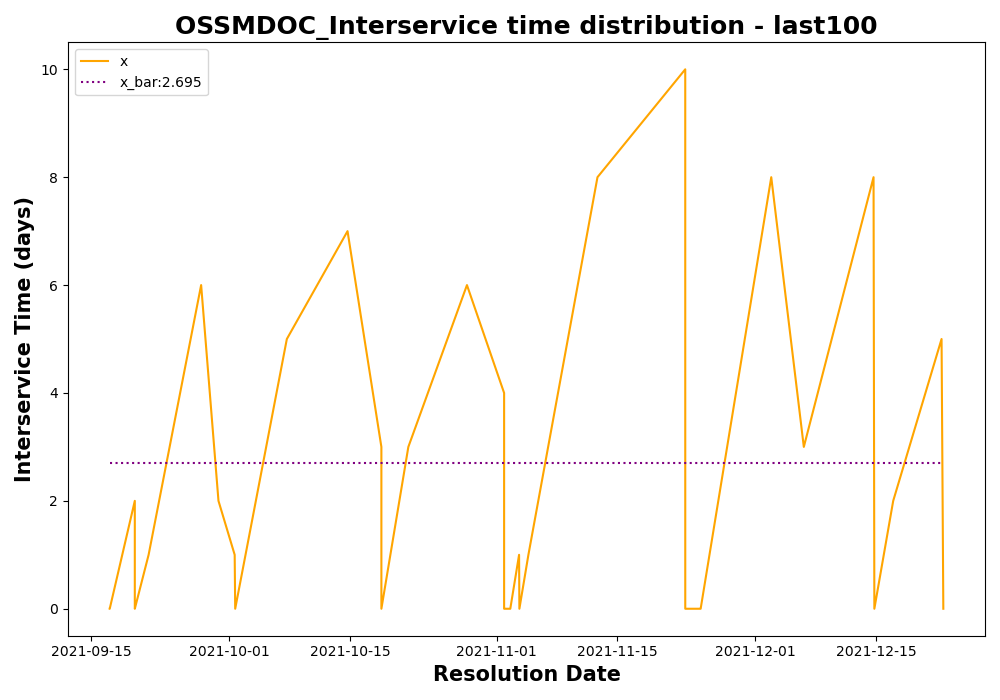 OSSMDOC_Interservice time distribution - last100
x
x_bar:2.695
Interservice Time (days)
10
8
6
4
2
0
2021-09-15 2021-10-01 2021-10-15 2021-11-01 2021-11-15 2021-12-01 2021-12-15
Resolution Date